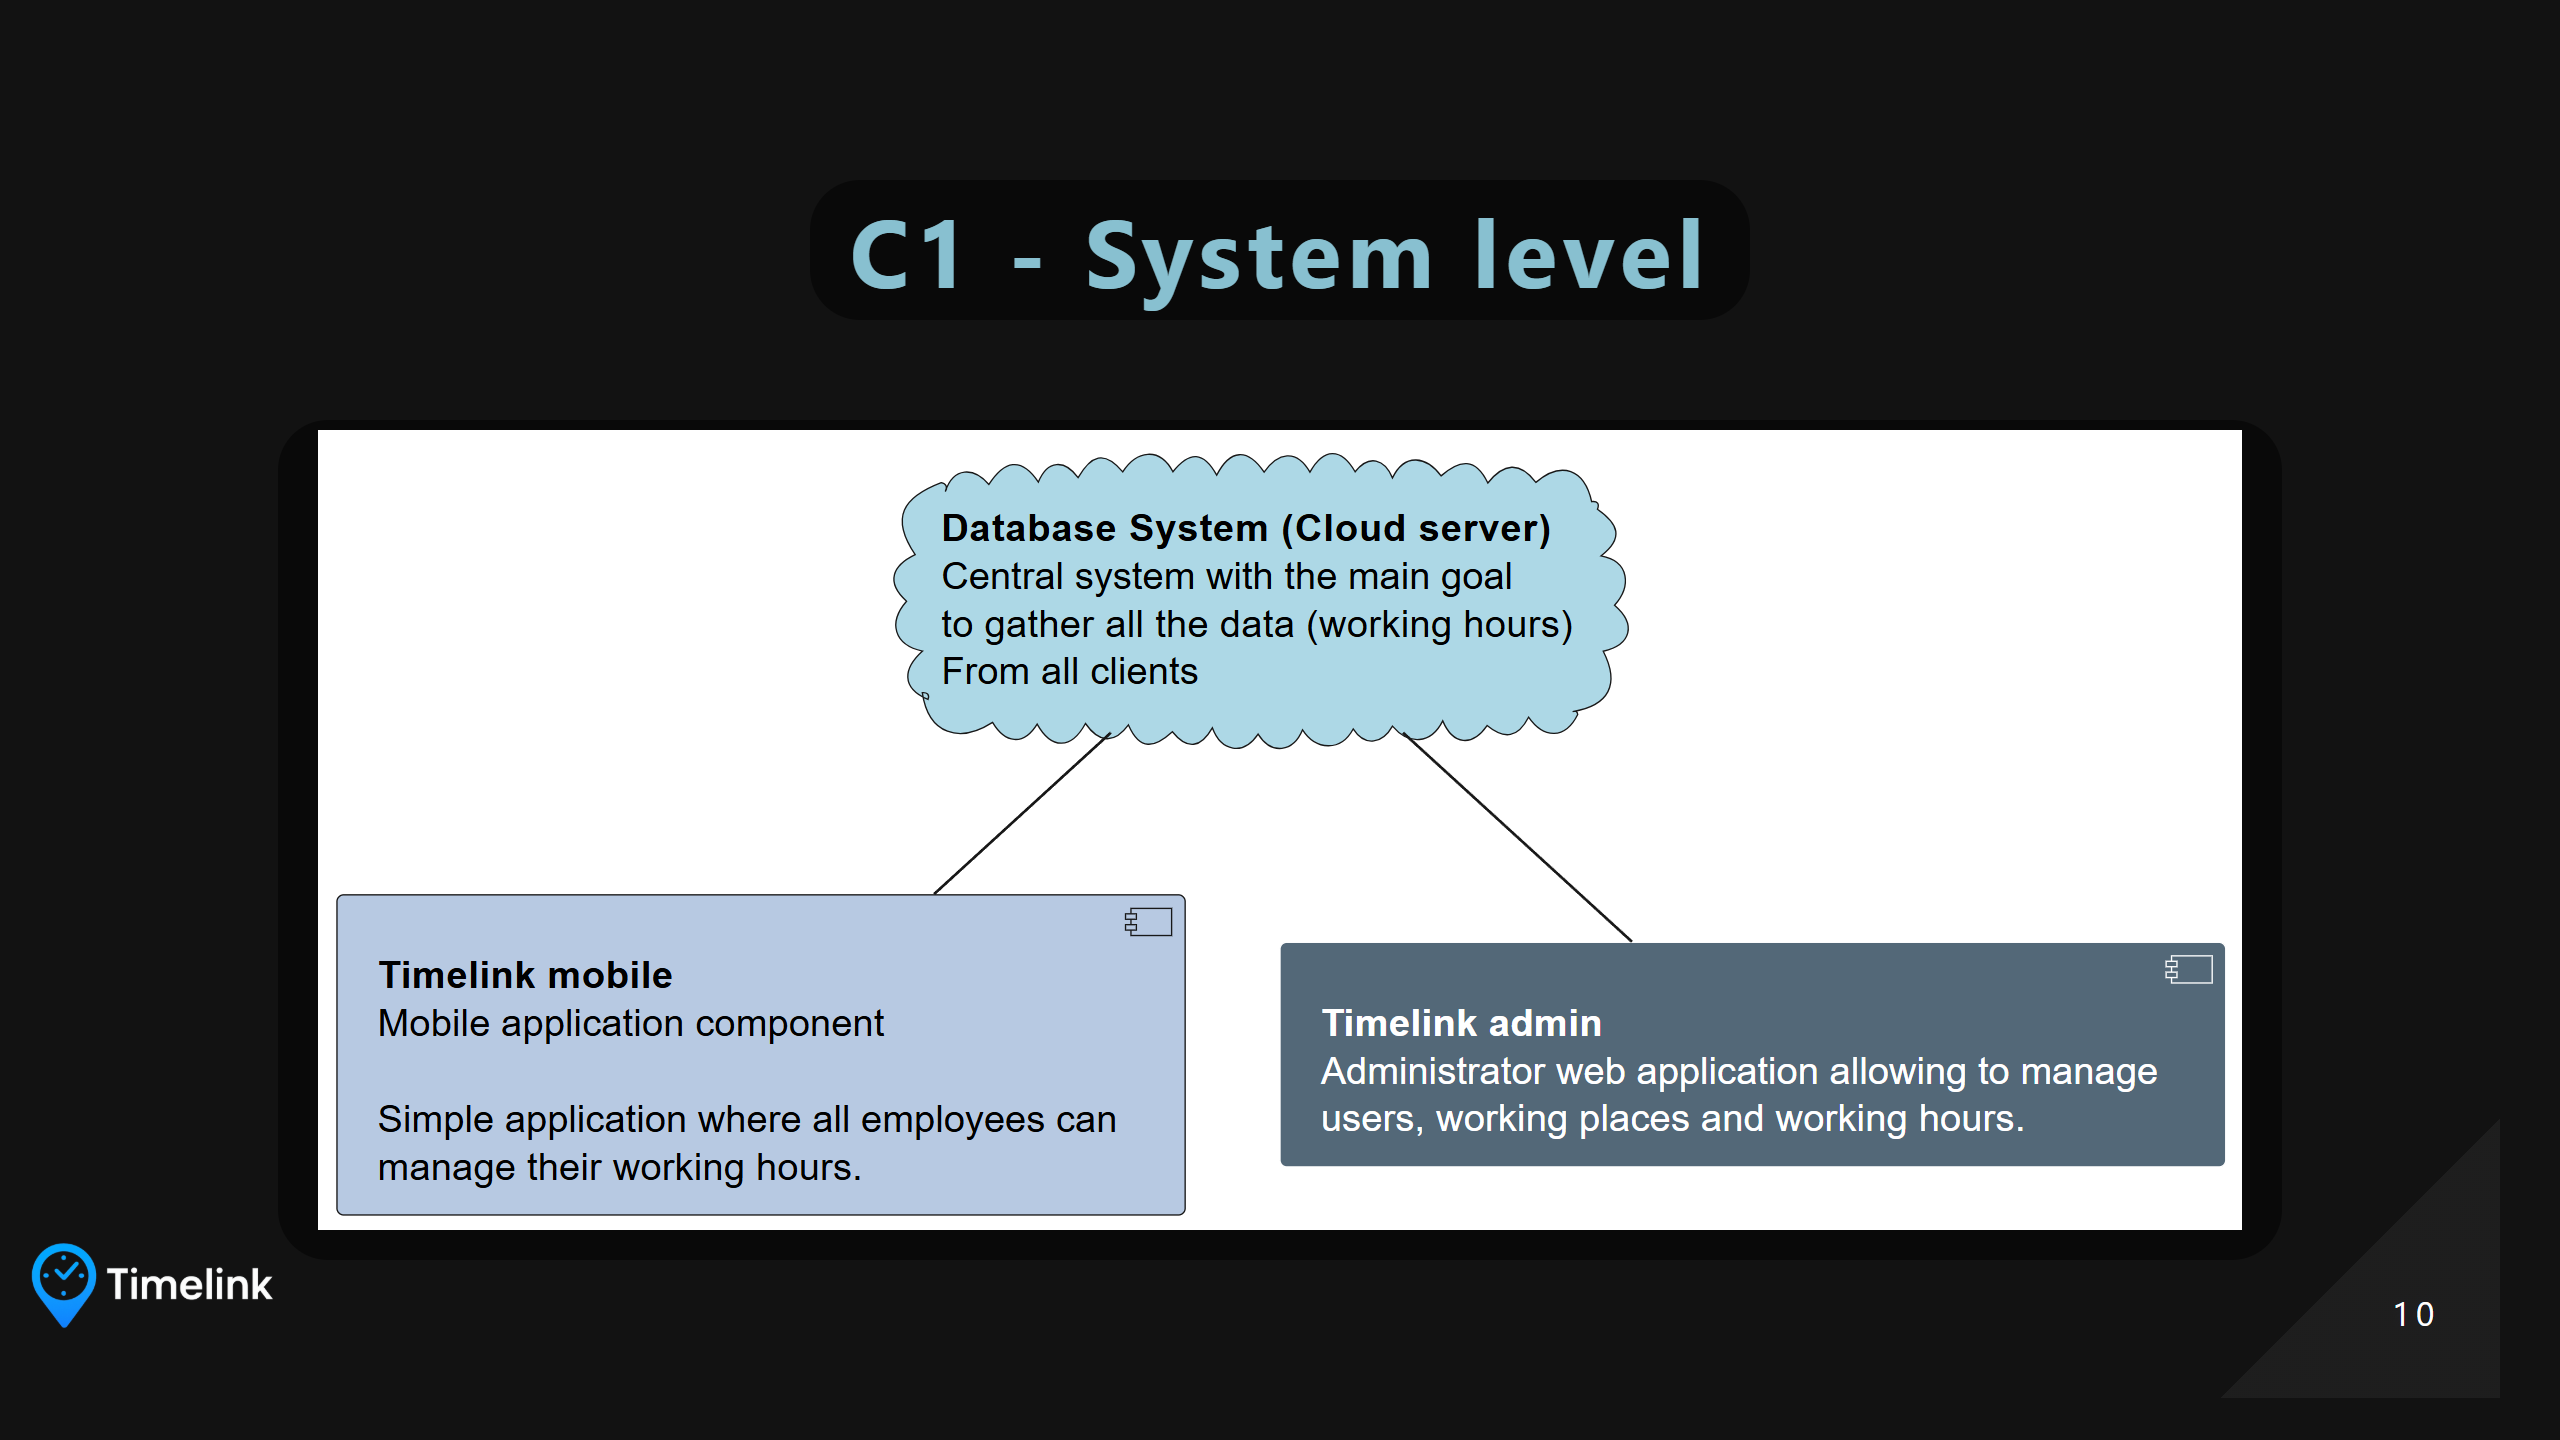 C1 - System level
Database System (Cloud server)
Central system with the main goal
to gather all the data (working hours)
From all clients
Timelink mobile
Mobile application component
Simple application where all employees can
manage their working hours.
Timelink admin
Administrator web application allowing to manage
users, working places and working hours.
Timelink
10